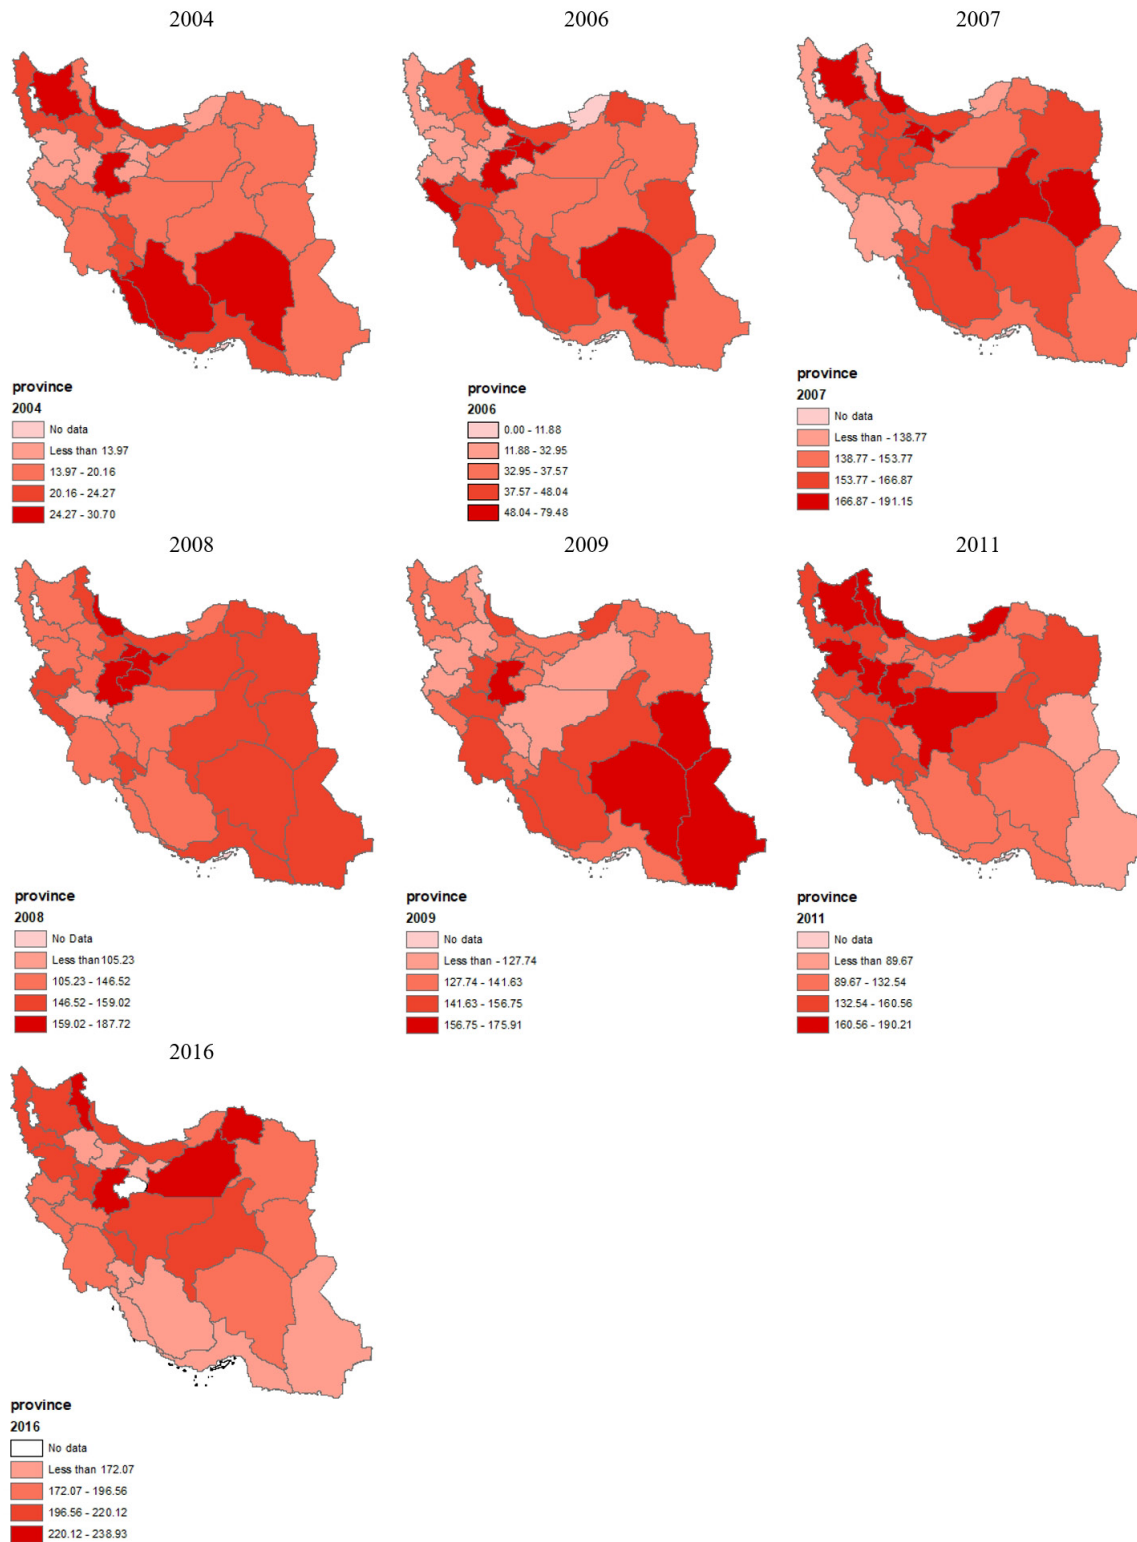 2004
2006
2007
province
2004
No data
Less than 13.97
13.97 - 20.16
20.16 - 24.27
24.27 - 30.70
province
2006
0.00 - 11.88
11.88 - 32.95
32.95 - 37.57
37.57 - 48.04
48.04 - 79.48
province
2007
No data
Less than - 138.77
138.77 - 153.77
153.77 - 166.87
166.87 - 191.15
2008
2009
2011
province
2008
No Data
Less than105.23
105.23 - 146.52
146.52 - 159.02
159.02 - 187.72
province
2009
No data
Less than - 127.74
127.74 - 141.63
141.63 - 156.75
156.75 - 175.91
province
2011
No data
Less than 89.67
89.67 - 132.54
132.54 - 160.56
160.56 - 190.21
2016
province
2016
No data
Less than 172.07
172.07 - 196.56
196.56 - 220.12
220.12 - 238.93